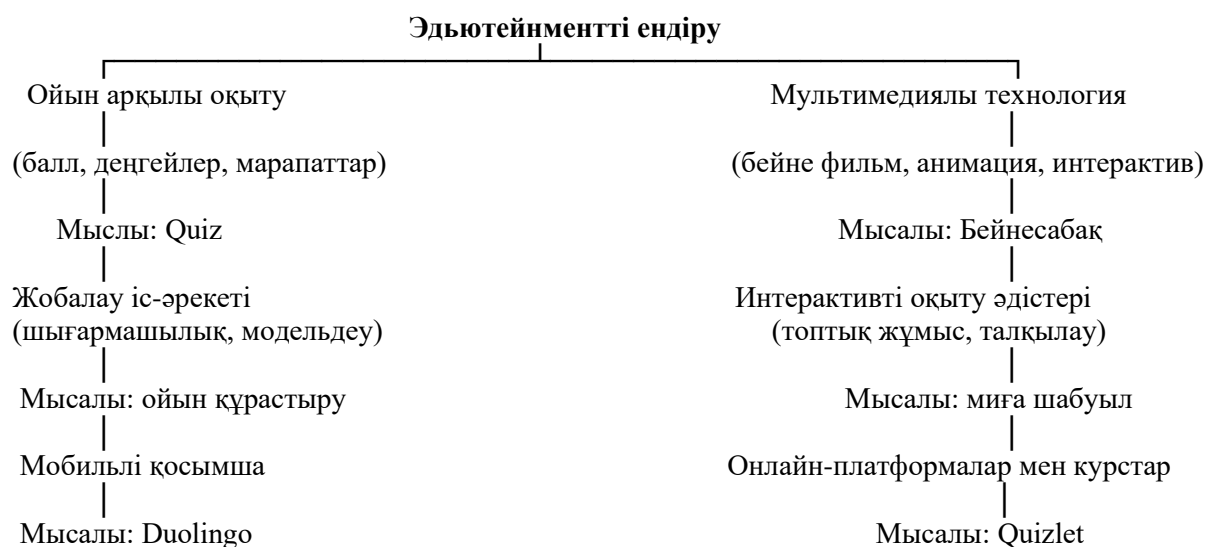 Эдьютейнментті ендіру
Ойын арқылы оқыту
(балл, деңгейлер, марапаттар)
Мыслы: Quiz
Жобалау іс-әрекеті
(шығармашылық, модельдеу)
Мысалы: ойын құрастыру
Мобильлі қосымша
Мысалы: Duolingo
Мультимедиялы технология
(бейне фильм, анимация, интерактив)
Мысалы: Бейнесабақ
Интерактивті оқыту әдістері
(топтық жұмыс, талқылау)
Мысалы: миға шабуыл
Онлайн-платформалар мен курстар
Мысалы: Quizlet